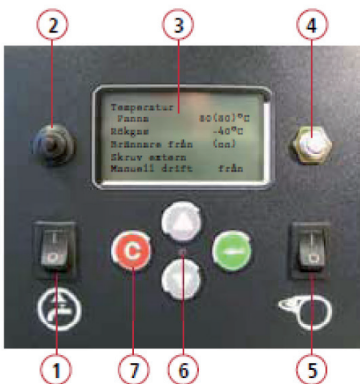 2
3
4
Temperatur
Panna 80(80)°C
Rökgas -40°C
Brännare från (on)
Skruv extern
Manuell drift från
I
O
C
I
O
1
7
6
5